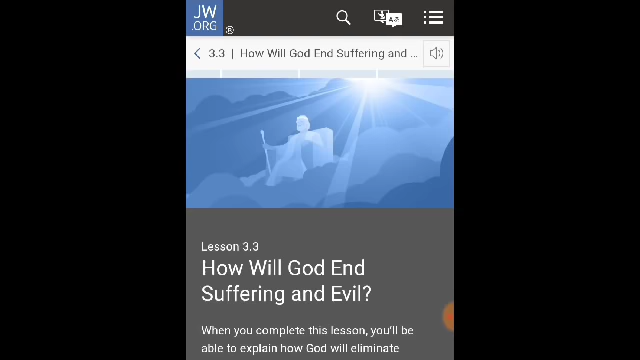 JW
.ORG
®
A-Я
3.3 | How Will God End Suffering and ...
Lesson 3.3
How Will God End
Suffering and Evil?
When you complete this lesson, you'll be
able to explain how God will eliminate